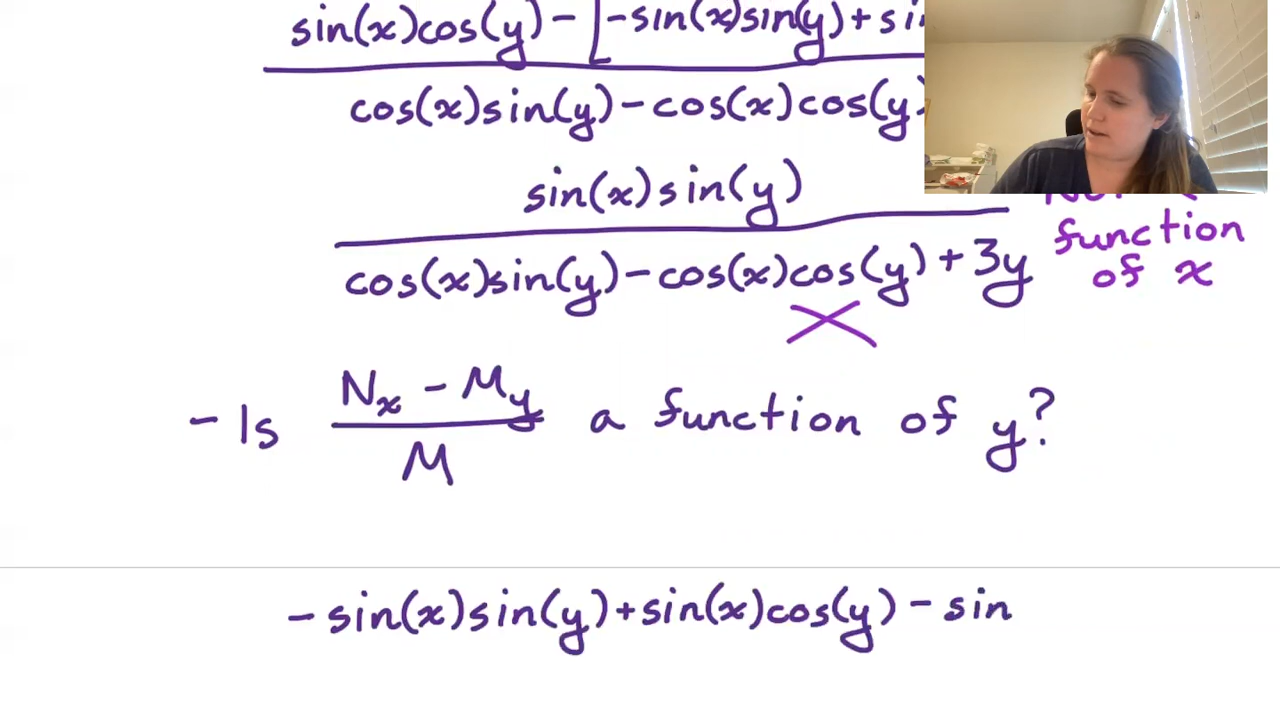 sin(x)cos(y) - [-sin(x)sin(y) + si
cos(x)sin(y) - cos(x)cos(y)
sin(x)sin(y)
cos(x)sin(y) - cos(x)cos(y) + 3y
function
of x
- Is (N_x - M_y)/M a function of y?
- sin(x)sin(y) + sin(x)cos(y) - sin